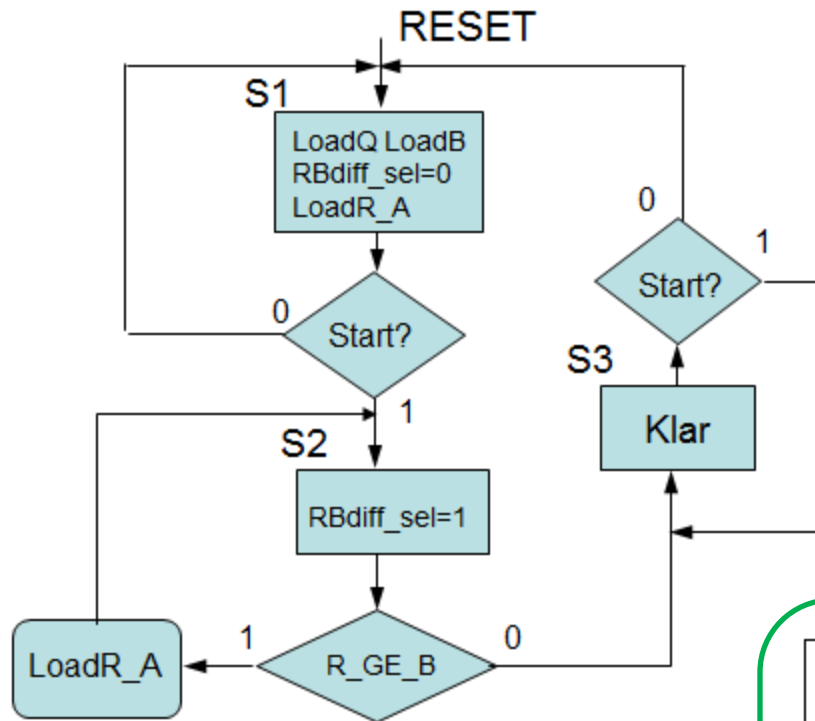 RESET
S1
LoadQ LoadB
RBdiff_sel=0
LoadR_A
0
Start?
1
S2
RBdiff_sel=1
R_GE_B
1
0
LoadR_A
S3
Klar
Start?
0
1